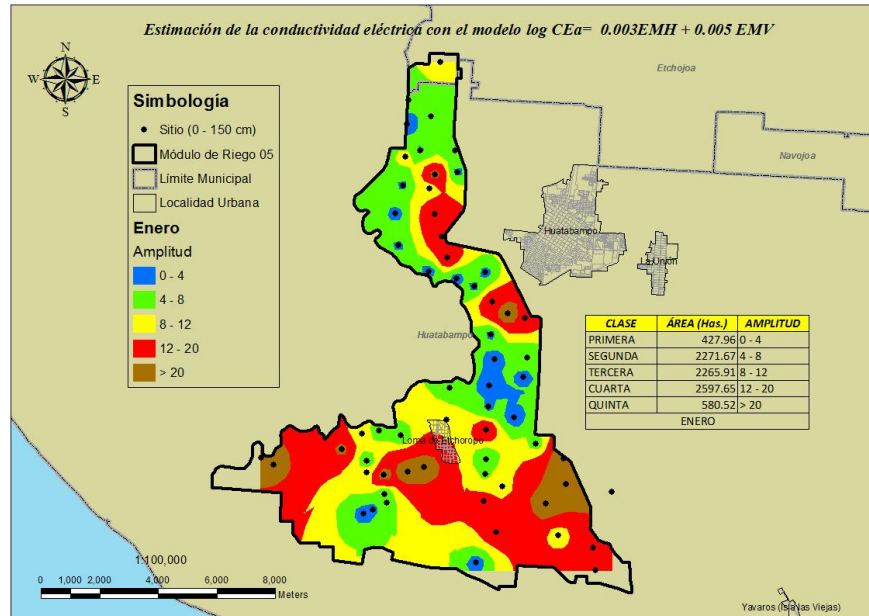 Estimación de la conductividad eléctrica con el modelo log CEa= 0.003EMH + 0.005 EMV
N
W E
S
Simbología
Sitio (0 - 150 cm)
Módulo de Riego 05
Límite Municipal
Localidad Urbana
Enero
Amplitud
0 - 4
4 - 8
8 - 12
12 - 20
> 20
Etchojoa
Navojoa
Huatabampo
La Unión
Huatabampo
Loma de Etchoropo
CLASE ÁREA (Has.) AMPLITUD
PRIMERA 427.96 0 - 4
SEGUNDA 2271.67 4 - 8
TERCERA 2265.91 8 - 12
CUARTA 2597.65 12 - 20
QUINTA 580.52 > 20
ENERO
1:100,000
0 1,000 2,000 4,000 6,000 8,000
Meters
Yavaros (Isla las Viejas)